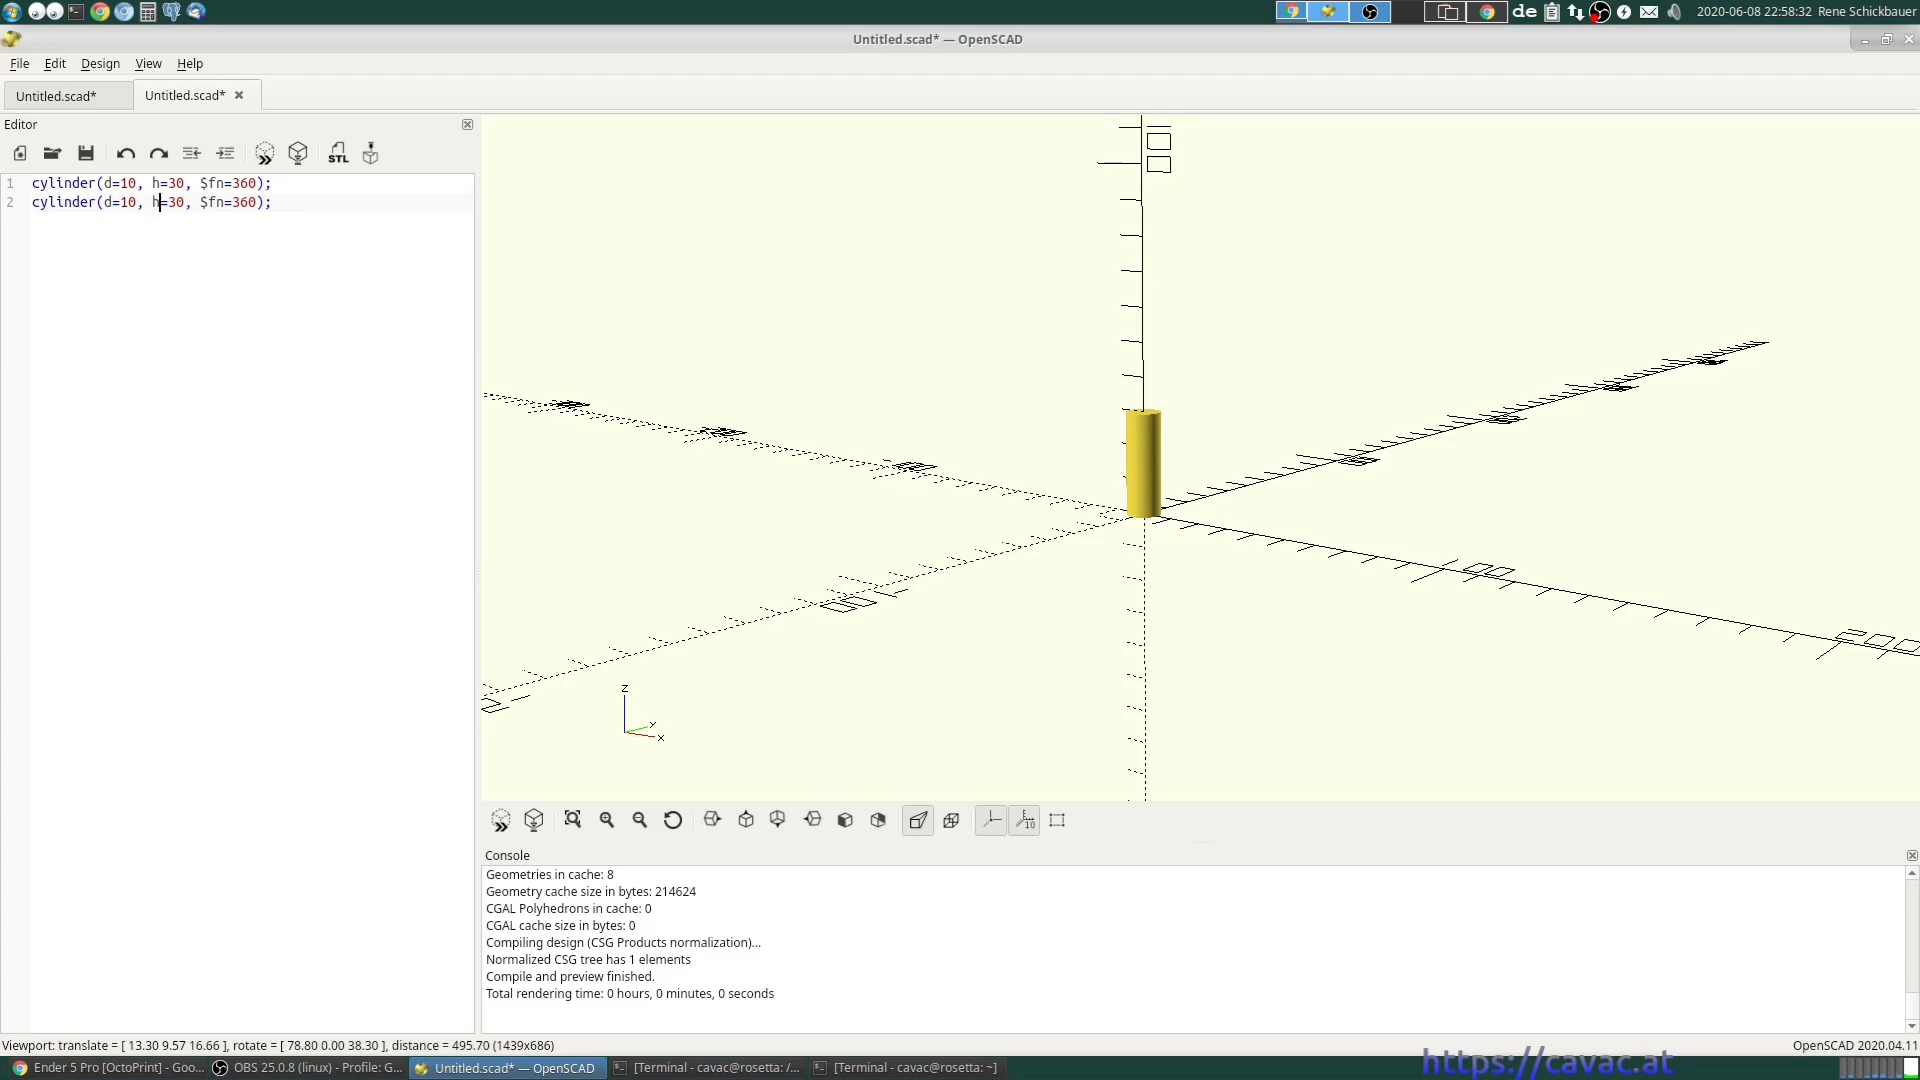 de
2020-06-08 22:58:32 Rene Schickbauer
Untitled.scad* — OpenSCAD
File Edit Design View Help
Untitled.scad*
Untitled.scad*
Editor
STL
1 cylinder(d=10, h=30, $fn=360);
2 cylinder(d=10, h=30, $fn=360);
Z
Y
X
10
Console
Geometries in cache: 8
Geometry cache size in bytes: 214624
CGAL Polyhedrons in cache: 0
CGAL cache size in bytes: 0
Compiling design (CSG Products normalization)...
Normalized CSG tree has 1 elements
Compile and preview finished.
Total rendering time: 0 hours, 0 minutes, 0 seconds
Viewport: translate = [ 13.30 9.57 16.66 ], rotate = [ 78.80 0.00 38.30 ], distance = 495.70 (1439x686)
OpenSCAD 2020.04.11
Ender 5 Pro [OctoPrint] - Goo...
OBS 25.0.8 (linux) - Profile: G...
Untitled.scad* — OpenSCAD
[Terminal - cavac@rosetta: /...
[Terminal - cavac@rosetta: ~]
https://cavac.at